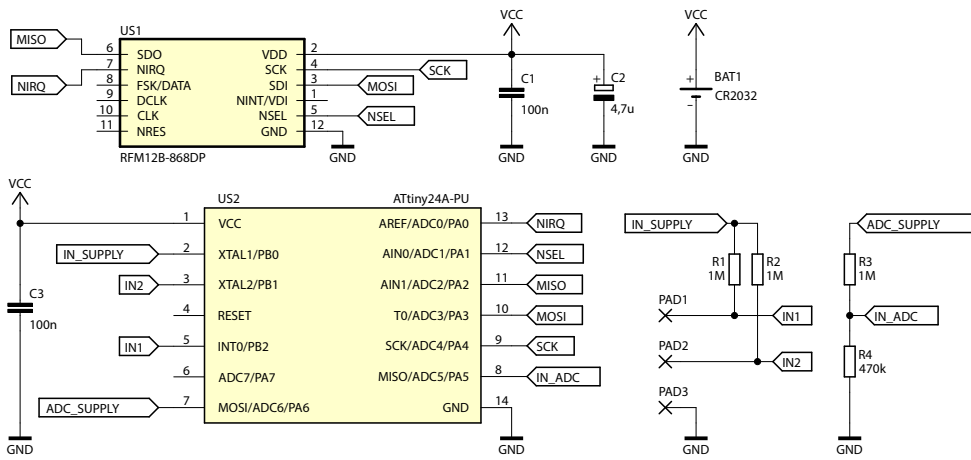 VCC
VCC
US1
MISO
6
SDO
VDD
2
NIRQ
7
NIRQ
SCK
4
SCK
8
FSK/DATA
SDI
3
MOSI
9
DCLK
NINT/VDI
1
10
CLK
NSEL
5
NSEL
11
NRES
GND
12
RFM12B-868DP
GND
C1
100n
GND
+
C2
4,7u
GND
+
BAT1
-
CR2032
GND
VCC
US2
ATtiny24A-PU
1
VCC
AREF/ADC0/PA0
13
NIRQ
IN_SUPPLY
2
XTAL1/PB0
AIN0/ADC1/PA1
12
NSEL
IN2
3
XTAL2/PB1
AIN1/ADC2/PA2
11
MISO
4
RESET
T0/ADC3/PA3
10
MOSI
IN1
5
INT0/PB2
SCK/ADC4/PA4
9
SCK
6
ADC7/PA7
MISO/ADC5/PA5
8
IN_ADC
ADC_SUPPLY
7
MOSI/ADC6/PA6
GND
14
C3
100n
GND
GND
IN_SUPPLY
R1
1M
R2
1M
PAD1
IN1
PAD2
IN2
PAD3
GND
ADC_SUPPLY
R3
1M
IN_ADC
R4
470k
GND